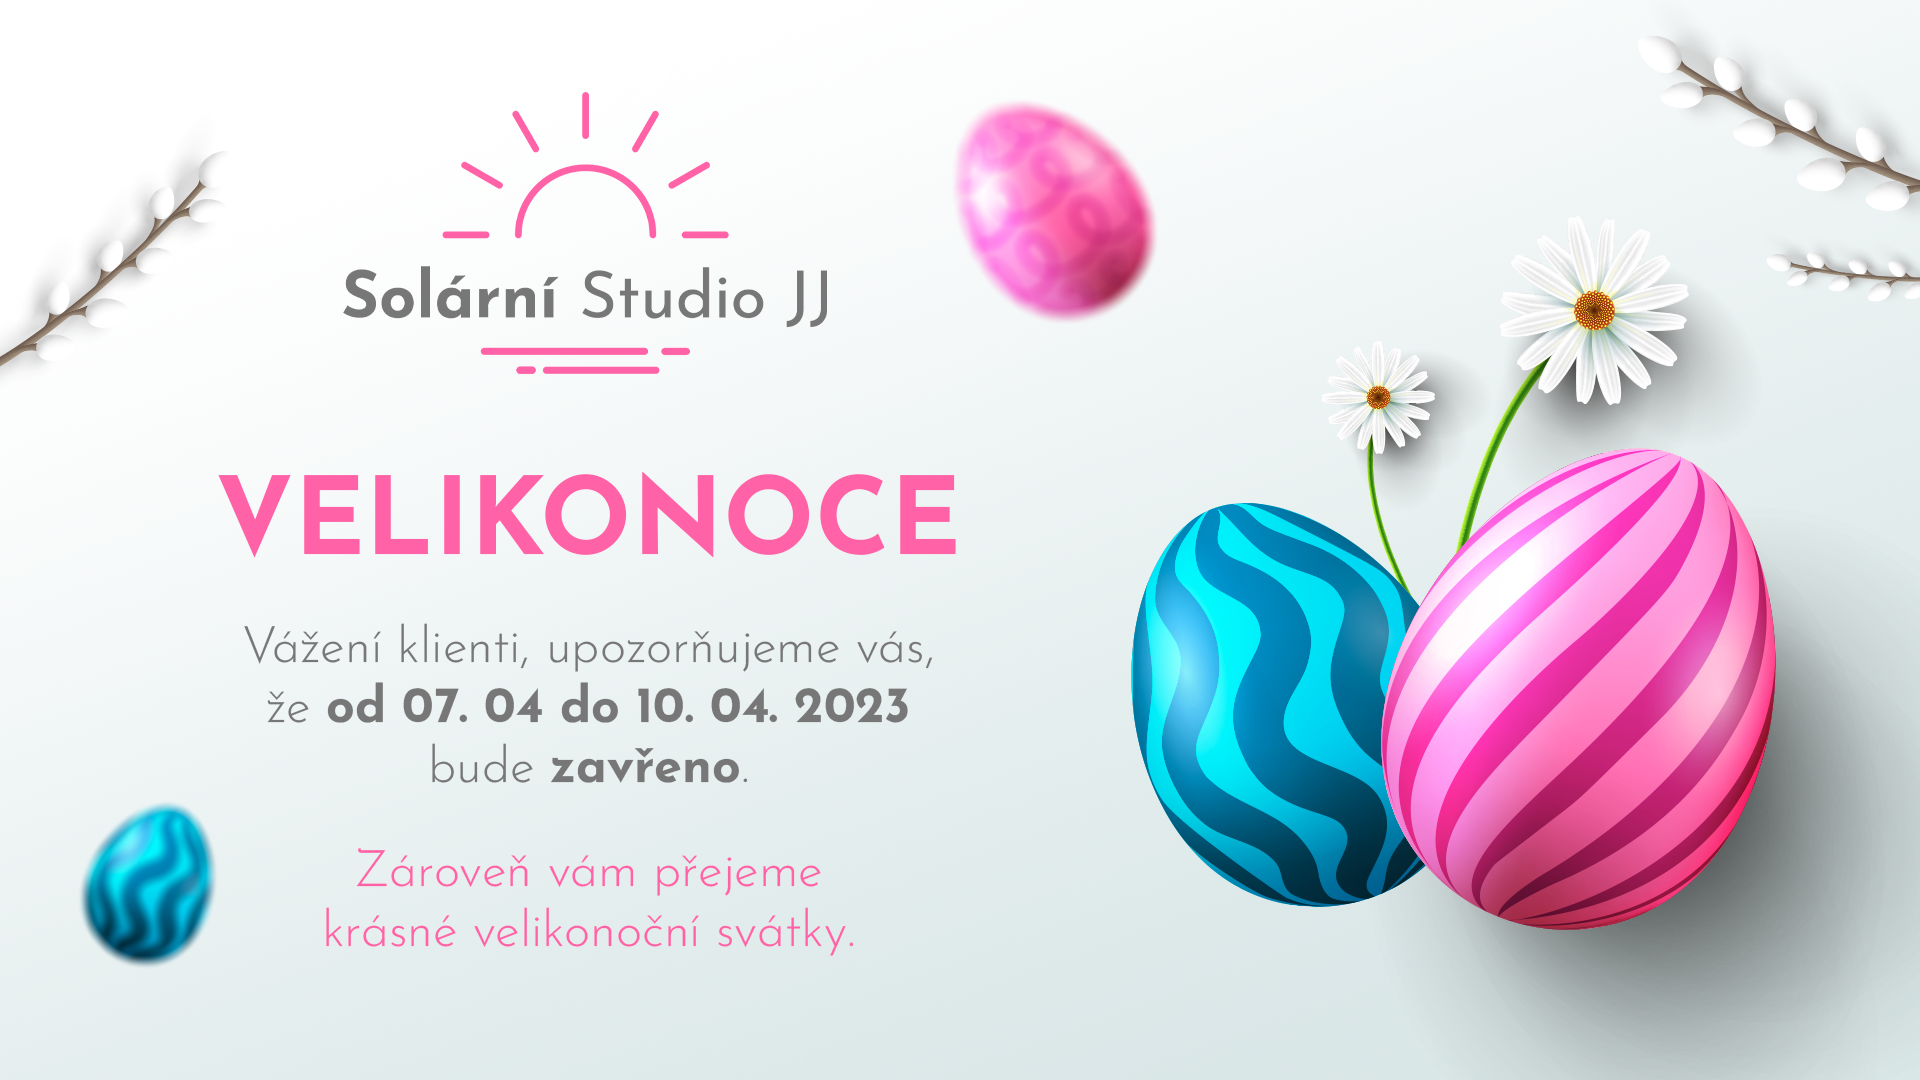 Solární Studio JJ
VELIKONOCE
Vážení klienti, upozorňujeme vás,
že od 07. 04 do 10. 04. 2023
bude zavřeno.
Zároveň vám přejeme
krásné velikonoční svátky.